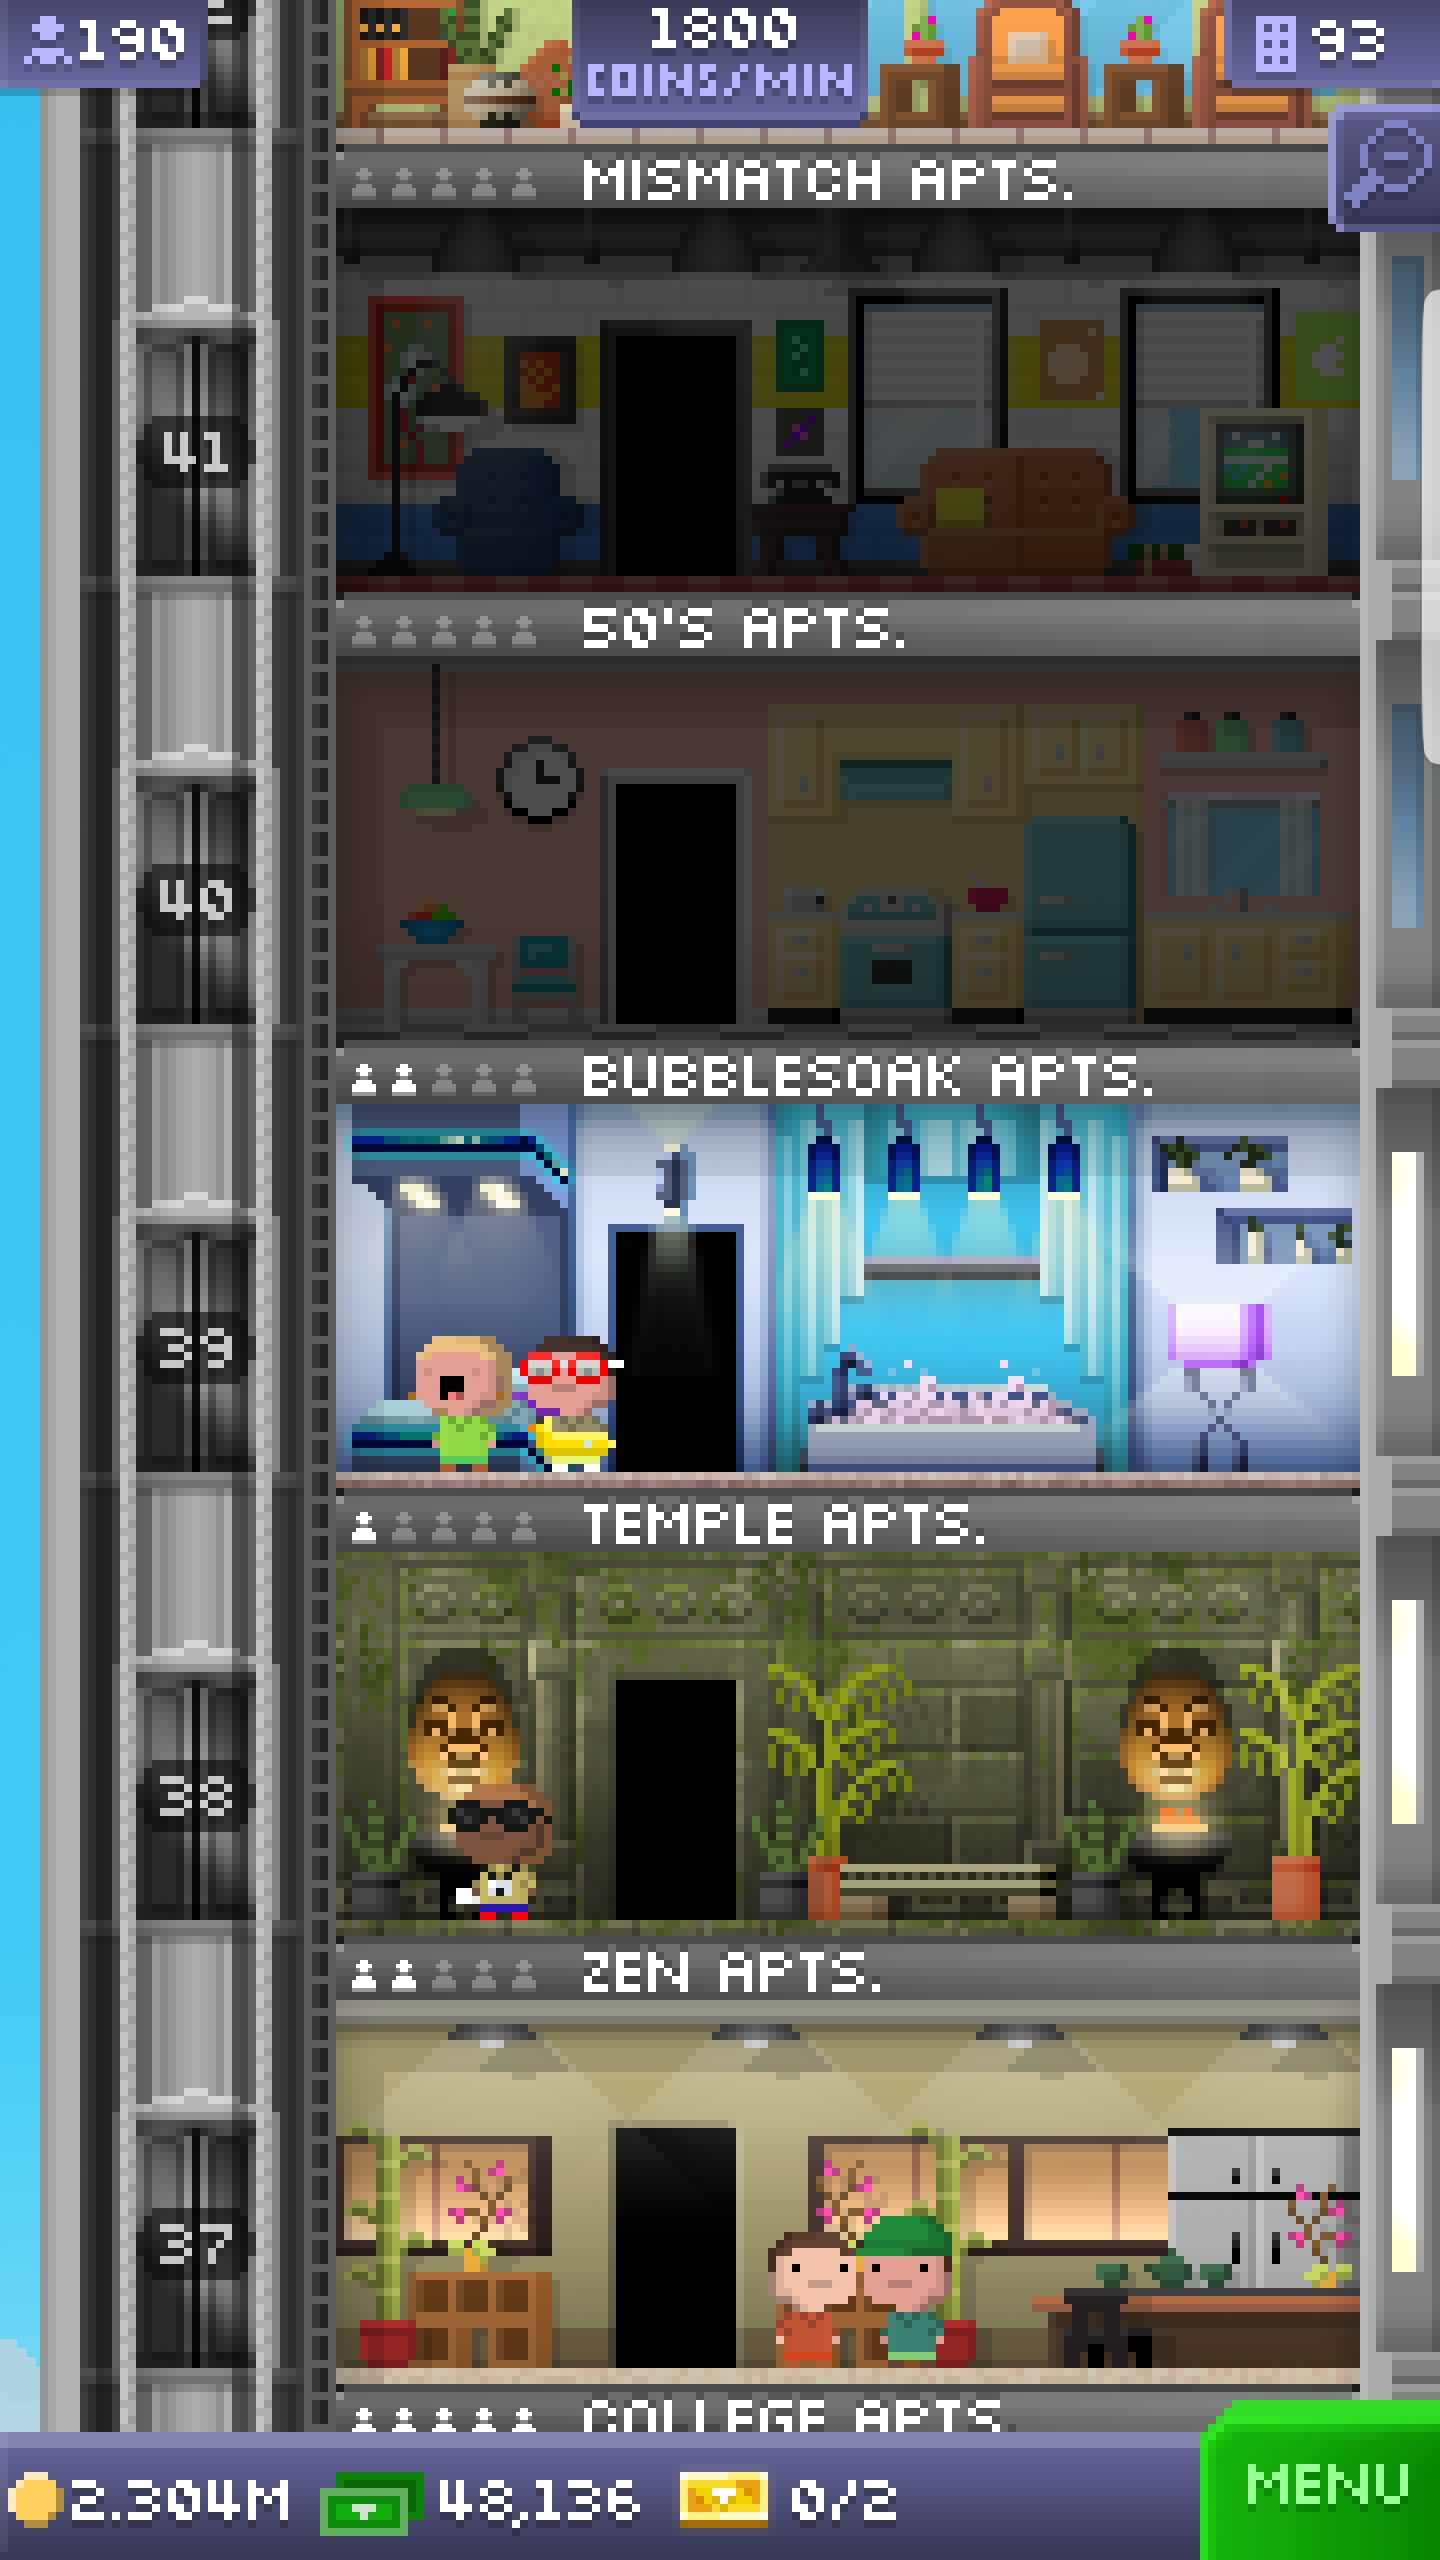 190
1800
COINS/MIN
93
MISMATCH APTS.
41
50'S APTS.
40
BUBBLESOAK APTS.
39
TEMPLE APTS.
38
ZEN APTS.
37
COLLEGE APTS.
2.304M
48,136
0/2
MENU